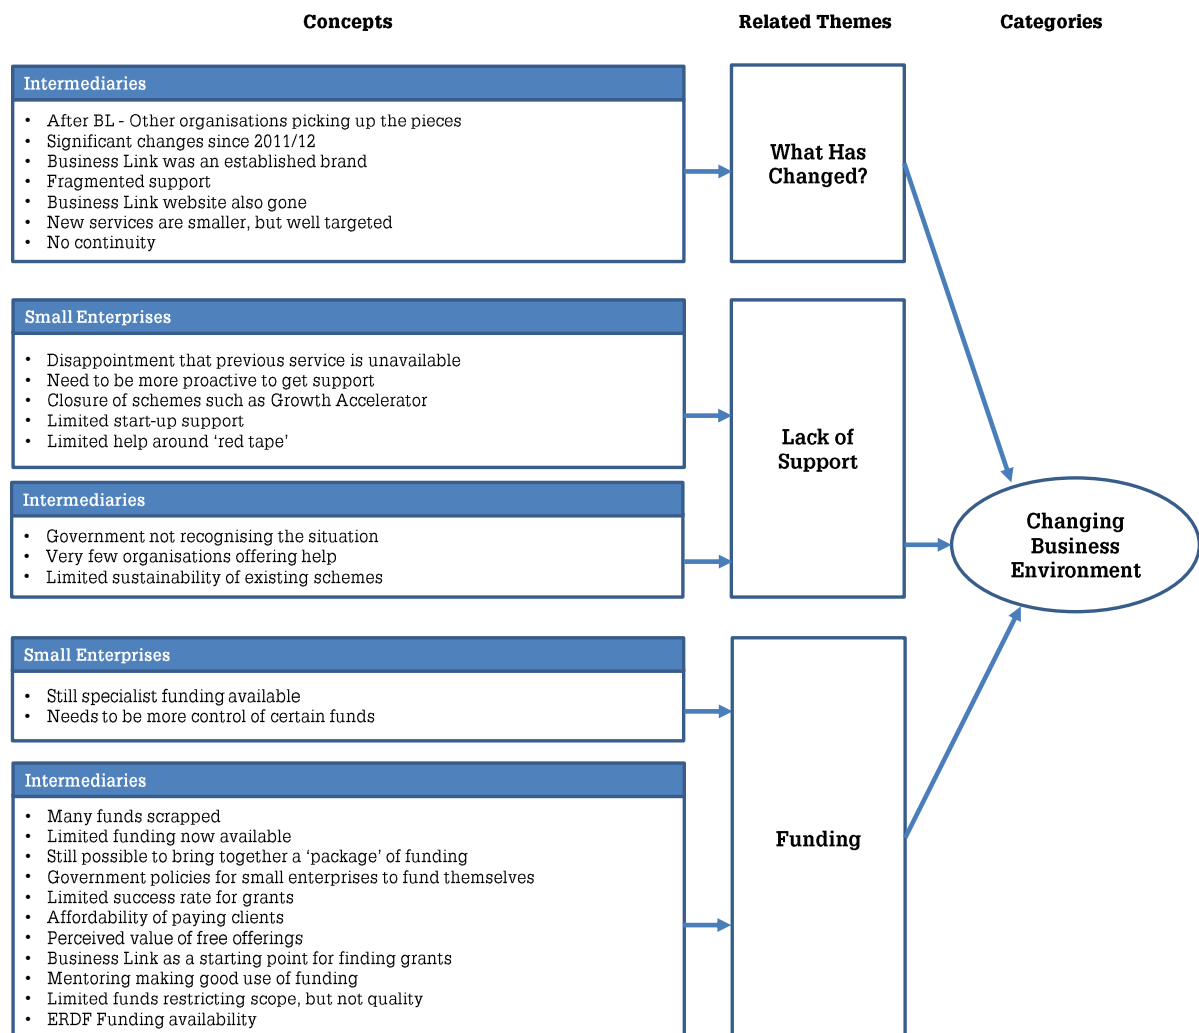 Concepts
Related Themes
Categories
Intermediaries
• After BL - Other organisations picking up the pieces
• Significant changes since 2011/12
• Business Link was an established brand
• Fragmented support
• Business Link website also gone
• New services are smaller, but well targeted
• No continuity
What Has
Changed?
Small Enterprises
• Disappointment that previous service is unavailable
• Need to be more proactive to get support
• Closure of schemes such as Growth Accelerator
• Limited start-up support
• Limited help around ‘red tape’
Intermediaries
• Government not recognising the situation
• Very few organisations offering help
• Limited sustainability of existing schemes
Lack of
Support
Small Enterprises
• Still specialist funding available
• Needs to be more control of certain funds
Intermediaries
• Many funds scrapped
• Limited funding now available
• Still possible to bring together a ‘package’ of funding
• Government policies for small enterprises to fund themselves
• Limited success rate for grants
• Affordability of paying clients
• Perceived value of free offerings
• Business Link as a starting point for finding grants
• Mentoring making good use of funding
• Limited funds restricting scope, but not quality
• ERDF Funding availability
Funding
Changing
Business
Environment